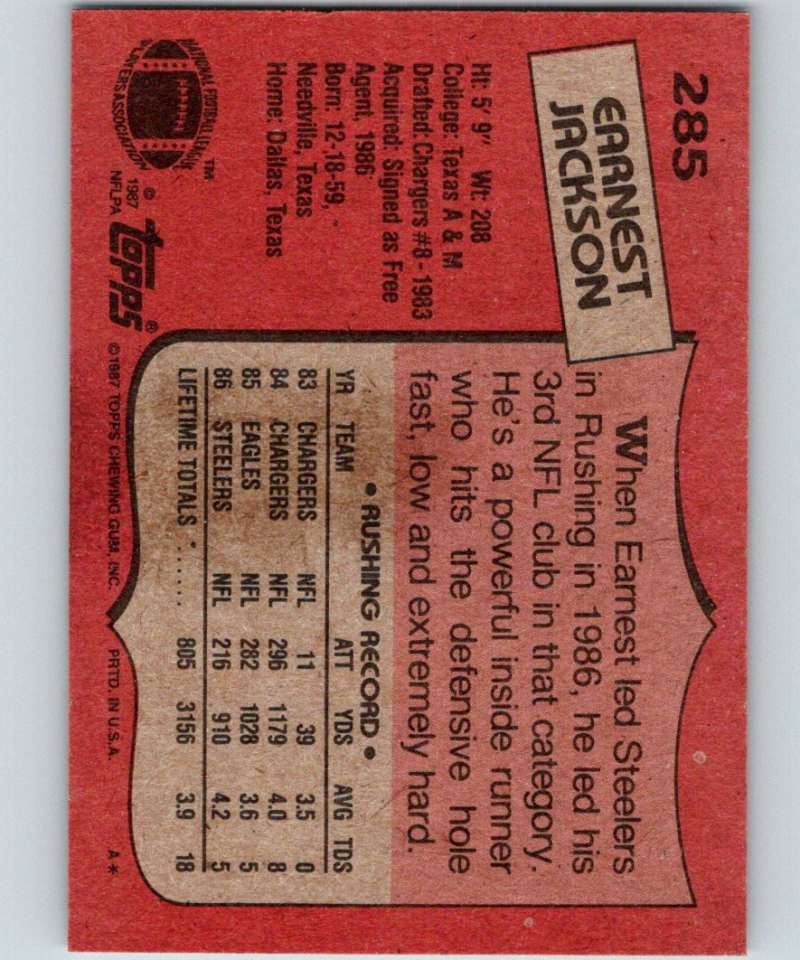 285
EARNEST
JACKSON
Ht: 5' 9" Wt: 208
College: Texas A & M
Drafted: Chargers #8-1983
Acquired: Signed as Free
Agent, 1986
Born: 12-18-59,
Needville, Texas
Home: Dallas, Texas
NATIONAL FOOTBALL LEAGUE
PLAYERS ASSOCIATION
™
© 1987
NFLPA
topps®
When Earnest led Steelers
in Rushing in 1986, he led his
3rd NFL club in that category.
He's a powerful inside runner
who hits the defensive hole
fast, low and extremely hard.
• RUSHING RECORD •
YR TEAM ATT YDS AVG TDS
83 CHARGERS NFL 11 39 3.5 0
84 CHARGERS NFL 296 1179 4.0 8
85 EAGLES NFL 282 1028 3.6 5
86 STEELERS NFL 216 910 4.2 5
LIFETIME TOTALS ...... 805 3156 3.9 18
©1987 TOPPS CHEWING GUM, INC. PRTD. IN U.S.A. A*